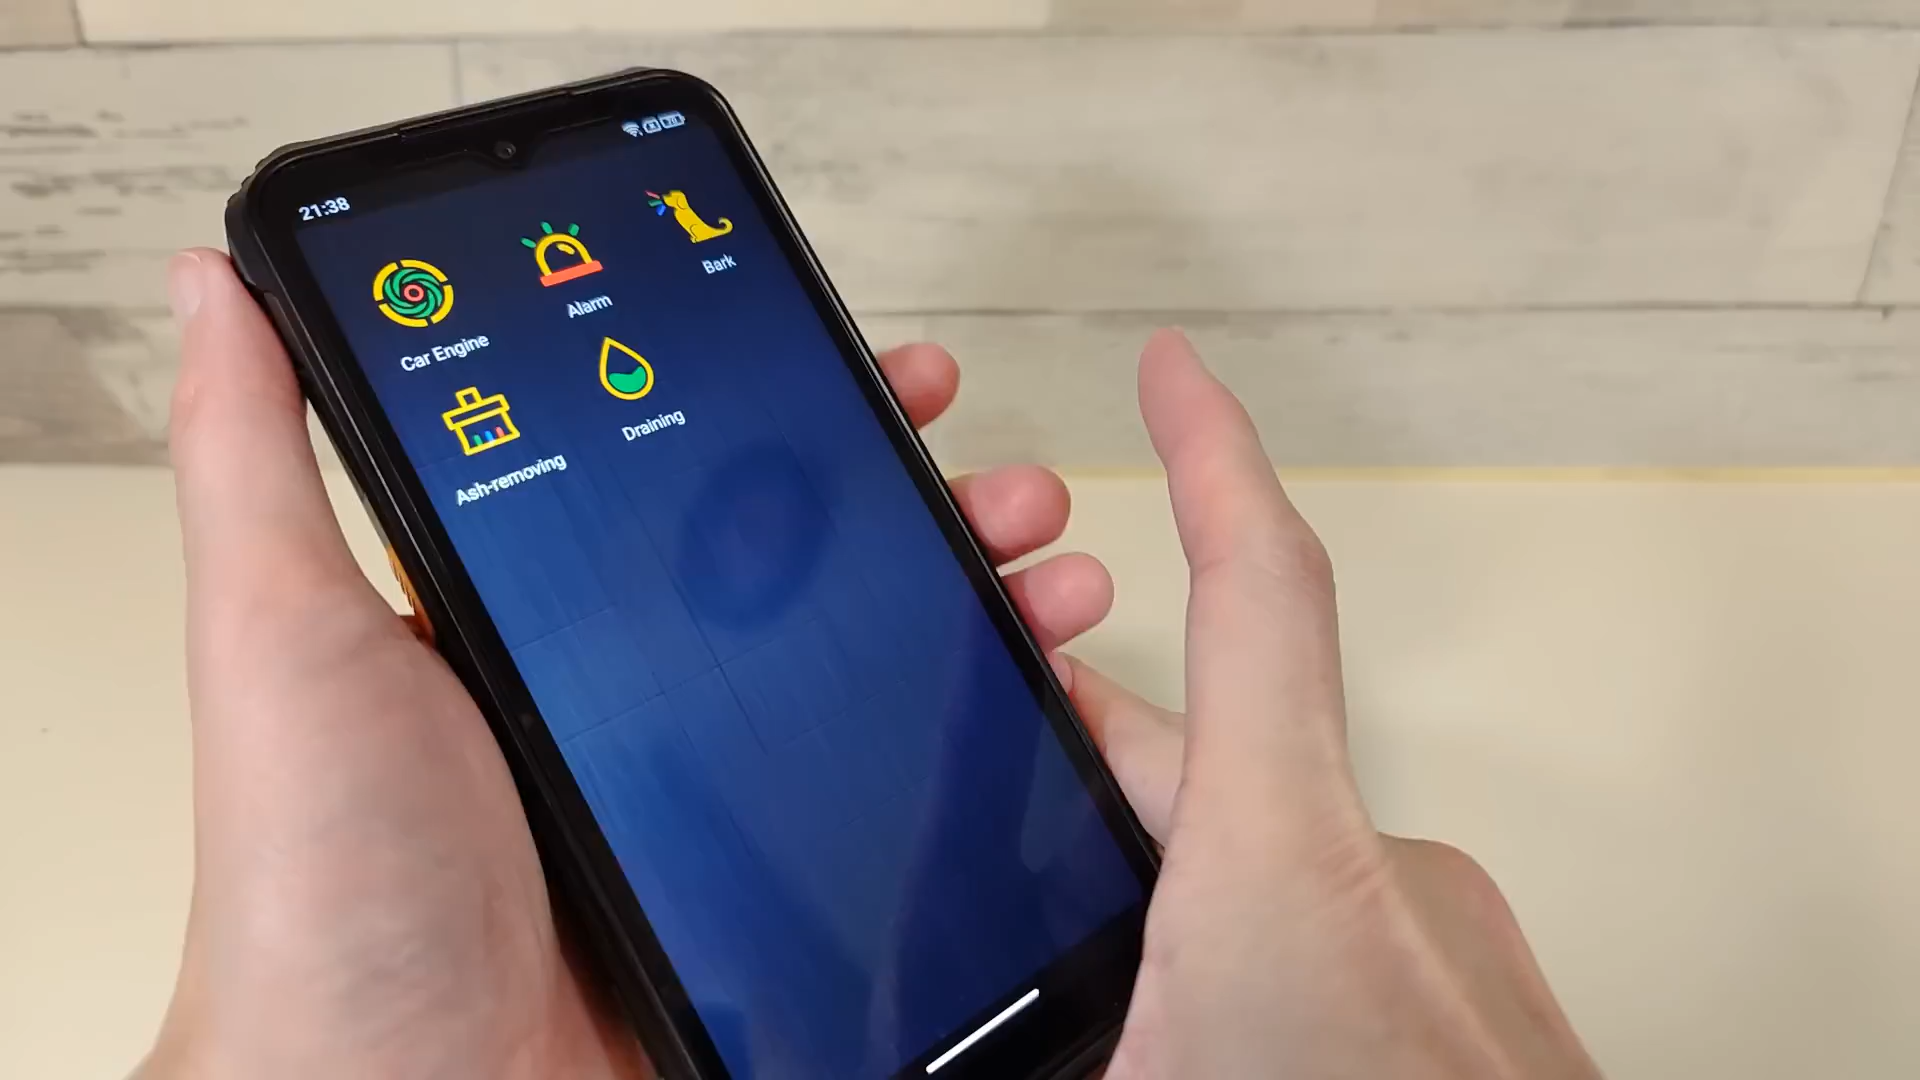 21:38
Car Engine
Alarm
Bark
Ash-removing
Draining